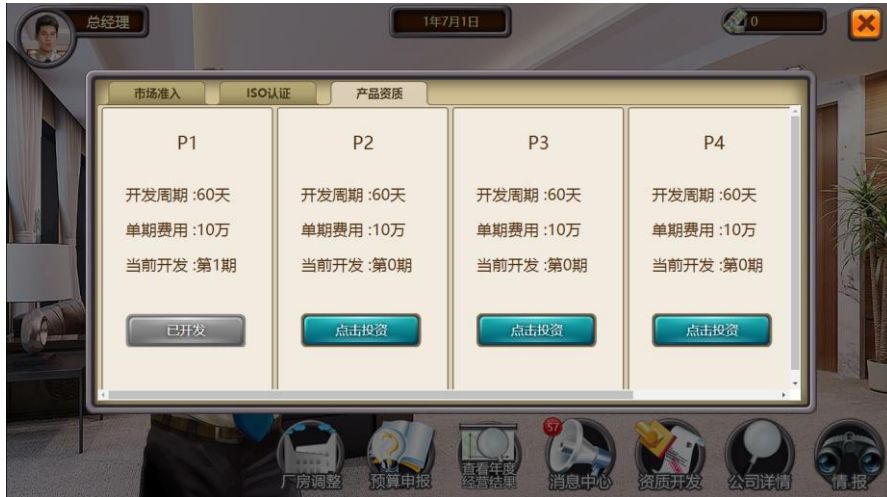 总经理
1年7月1日
0
市场准入
ISO认证
产品资质
P1
开发周期 :60天
单期费用 :10万
当前开发 :第1期
已开发
P2
开发周期 :60天
单期费用 :10万
当前开发 :第0期
点击投资
P3
开发周期 :60天
单期费用 :10万
当前开发 :第0期
点击投资
P4
开发周期 :60天
单期费用 :10万
当前开发 :第0期
点击投资
厂房调整
预算申报
查看年度
经营结果
57
消息中心
资质开发
公司详情
情报